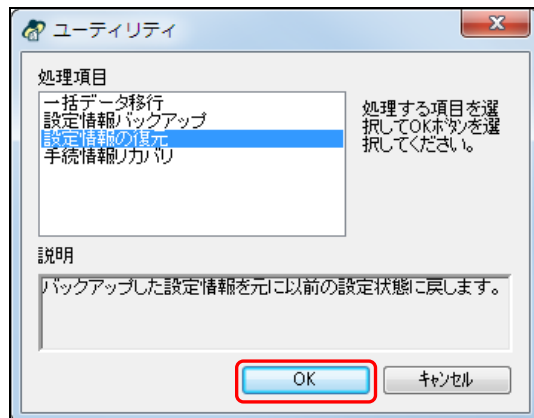 ユーティリティ
処理項目
一括データ移行
設定情報バックアップ
設定情報の復元
手続情報リカバリ
処理する項目を選
択してOKボタンを選
択してください。
説明
バックアップした設定情報を元に以前の設定状態に戻します。
OK
キャンセル